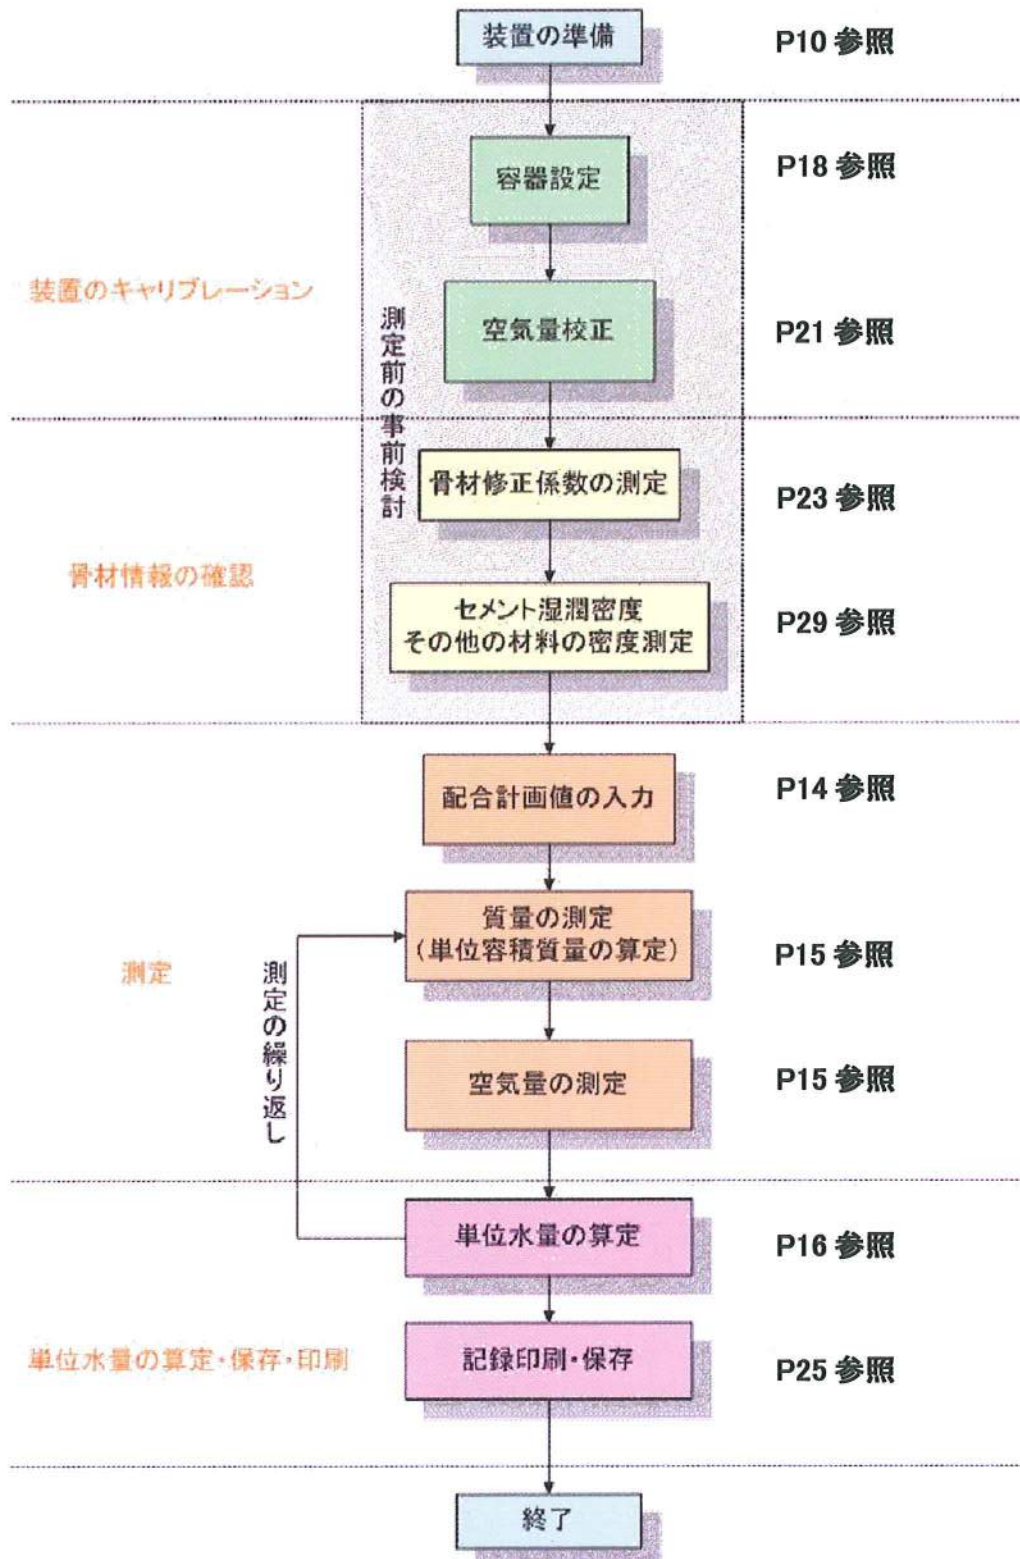 装置の準備
P10 参照
容器設定
P18 参照
装置のキャリブレーション
測定前の事前検討
空気量校正
P21 参照
骨材修正係数の測定
P23 参照
骨材情報の確認
セメント湿潤密度
その他の材料の密度測定
P29 参照
配合計画値の入力
P14 参照
測定
測定の繰り返し
質量の測定
(単位容積質量の算定)
P15 参照
空気量の測定
P15 参照
単位水量の算定
P16 参照
単位水量の算定・保存・印刷
記録印刷・保存
P25 参照
終了